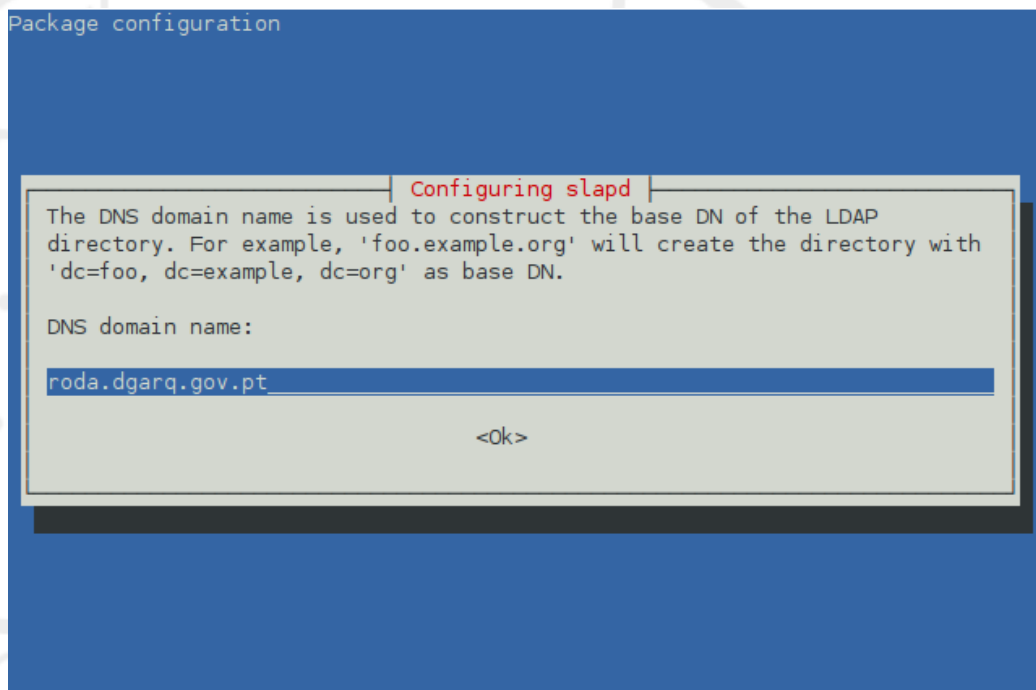 Package configuration
Configuring slapd
The DNS domain name is used to construct the base DN of the LDAP
directory. For example, 'foo.example.org' will create the directory with
'dc=foo, dc=example, dc=org' as base DN.
DNS domain name:
roda.dgarq.gov.pt
<Ok>